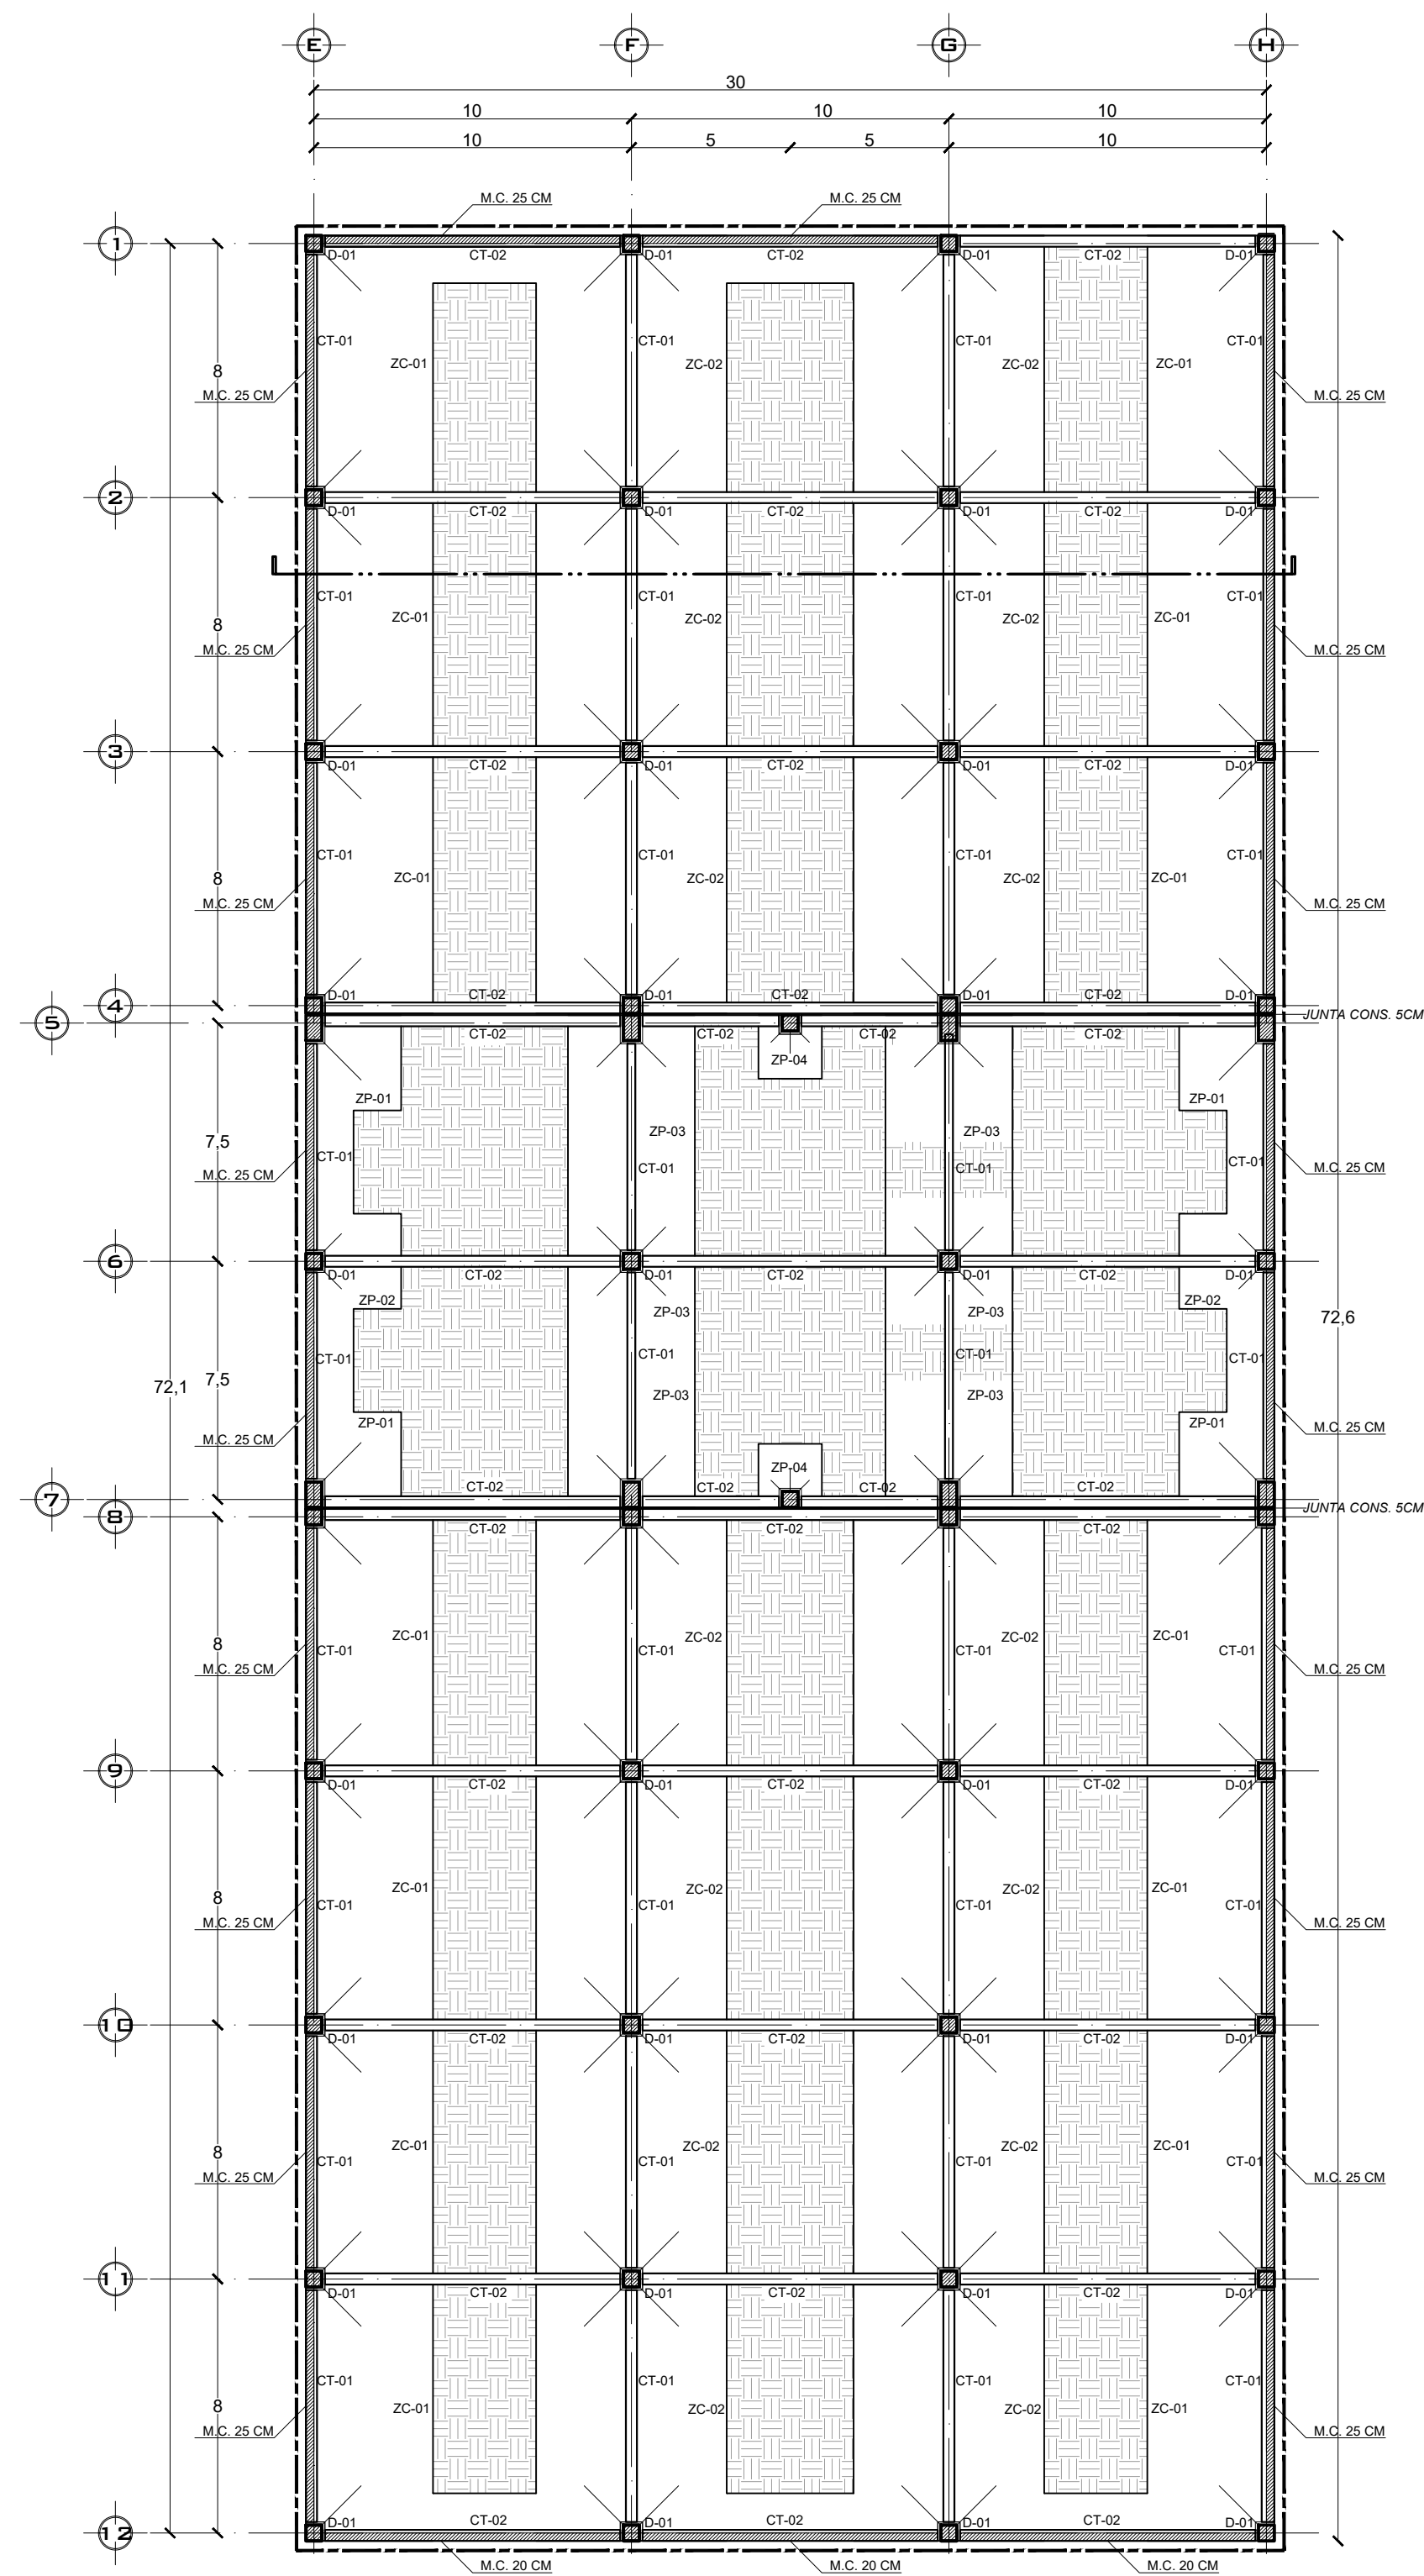 E F G H
30
10 10 10
10 5 5 10
M.C. 25 CM M.C. 25 CM
1
D-01 CT-02 D-01 CT-02 D-01 CT-02 D-01
CT-01 CT-01 CT-01 CT-01
ZC-01 ZC-02 ZC-02 ZC-01
8
M.C. 25 CM M.C. 25 CM
2
D-01 CT-02 D-01 CT-02 D-01 CT-02 D-01
CT-01 CT-01 CT-01 CT-01
ZC-01 ZC-02 ZC-02 ZC-01
8
M.C. 25 CM M.C. 25 CM
3
D-01 CT-02 D-01 CT-02 D-01 CT-02 D-01
CT-01 CT-01 CT-01 CT-01
8 ZC-01 ZC-02 ZC-02 ZC-01
M.C. 25 CM M.C. 25 CM
4
D-01 CT-02 D-01 CT-02 D-01 CT-02 D-01
JUNTA CONS. 5CM
5
CT-02 CT-02 CT-02 CT-02
ZP-04
ZP-01 ZP-01
ZP-03 ZP-03
7,5
CT-01 CT-01 CT-01 CT-01
M.C. 25 CM M.C. 25 CM
6
D-01 CT-02 D-01 CT-02 D-01 CT-02 D-01
ZP-02 ZP-02
ZP-03 ZP-03
72,6
CT-01 CT-01 CT-01 CT-01
72,1 7,5
ZP-03 ZP-03
ZP-01 ZP-01
M.C. 25 CM M.C. 25 CM
ZP-04
CT-02 CT-02 CT-02 CT-02
7
JUNTA CONS. 5CM
8
CT-02 CT-02 CT-02
ZC-01 ZC-02 ZC-02 ZC-01
8
CT-01 CT-01 CT-01 CT-01
M.C. 25 CM M.C. 25 CM
9
D-01 CT-02 D-01 CT-02 D-01 CT-02 D-01
ZC-01 ZC-02 ZC-02 ZC-01
8
CT-01 CT-01 CT-01 CT-01
M.C. 25 CM M.C. 25 CM
10
D-01 CT-02 D-01 CT-02 D-01 CT-02 D-01
ZC-01 ZC-02 ZC-02 ZC-01
8
CT-01 CT-01 CT-01 CT-01
M.C. 25 CM M.C. 25 CM
11
D-01 CT-02 D-01 CT-02 D-01 CT-02 D-01
CT-01 CT-01 CT-01 CT-01
8
ZC-01 ZC-02 ZC-02 ZC-01
M.C. 25 CM M.C. 25 CM
D-01 CT-02 D-01 CT-02 D-01 CT-02 D-01
12
M.C. 20 CM M.C. 20 CM M.C. 20 CM